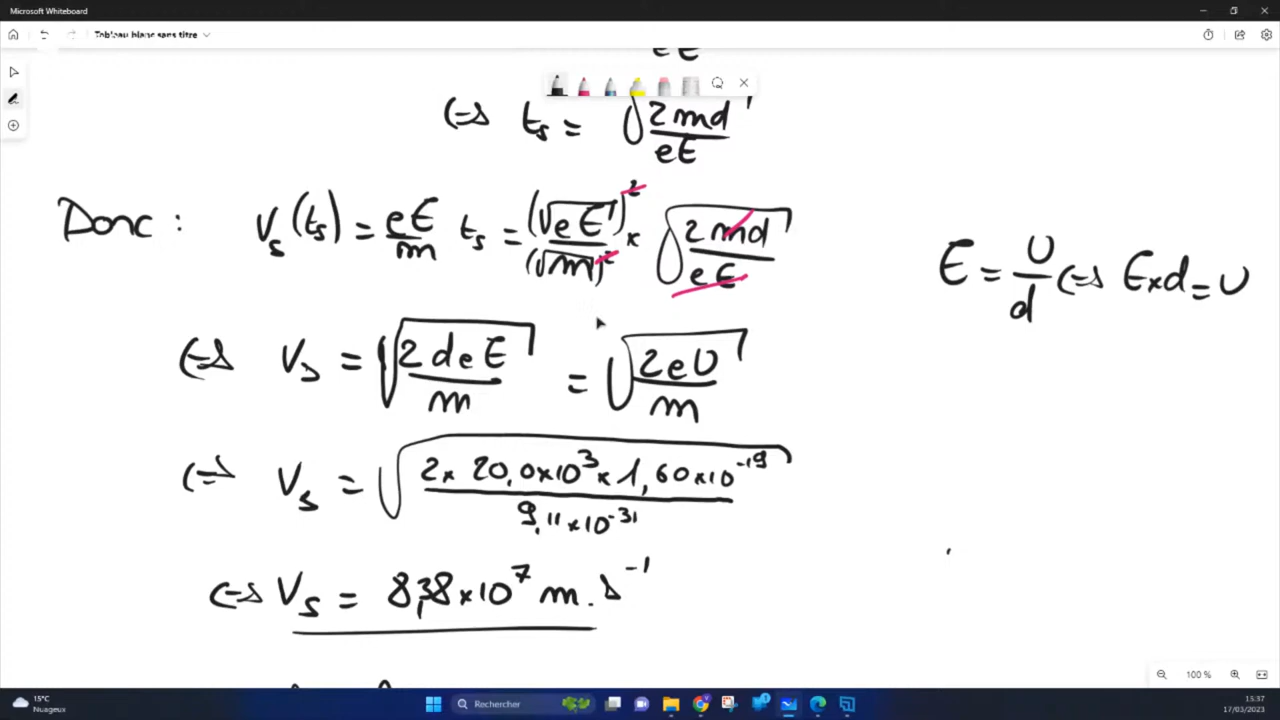 Microsoft Whiteboard
Tableau blanc sans titre
eE
(=> ts = √(2md/eE)
Donc : Vs(ts) = eE/m ts = (√eE)²/(√m)² × √(2md/eE)
E = U/d (=> E×d = U
(=> Vs = √(2deE/m) = √(2eU/m)
(=> Vs = √(2×20,0×10³×1,60×10⁻¹⁹/9,11×10⁻³¹)
(=> Vs = 8,38×10⁷ m.s⁻¹
100 %
15°C
Nuageux
Rechercher
15:37
17/03/2023